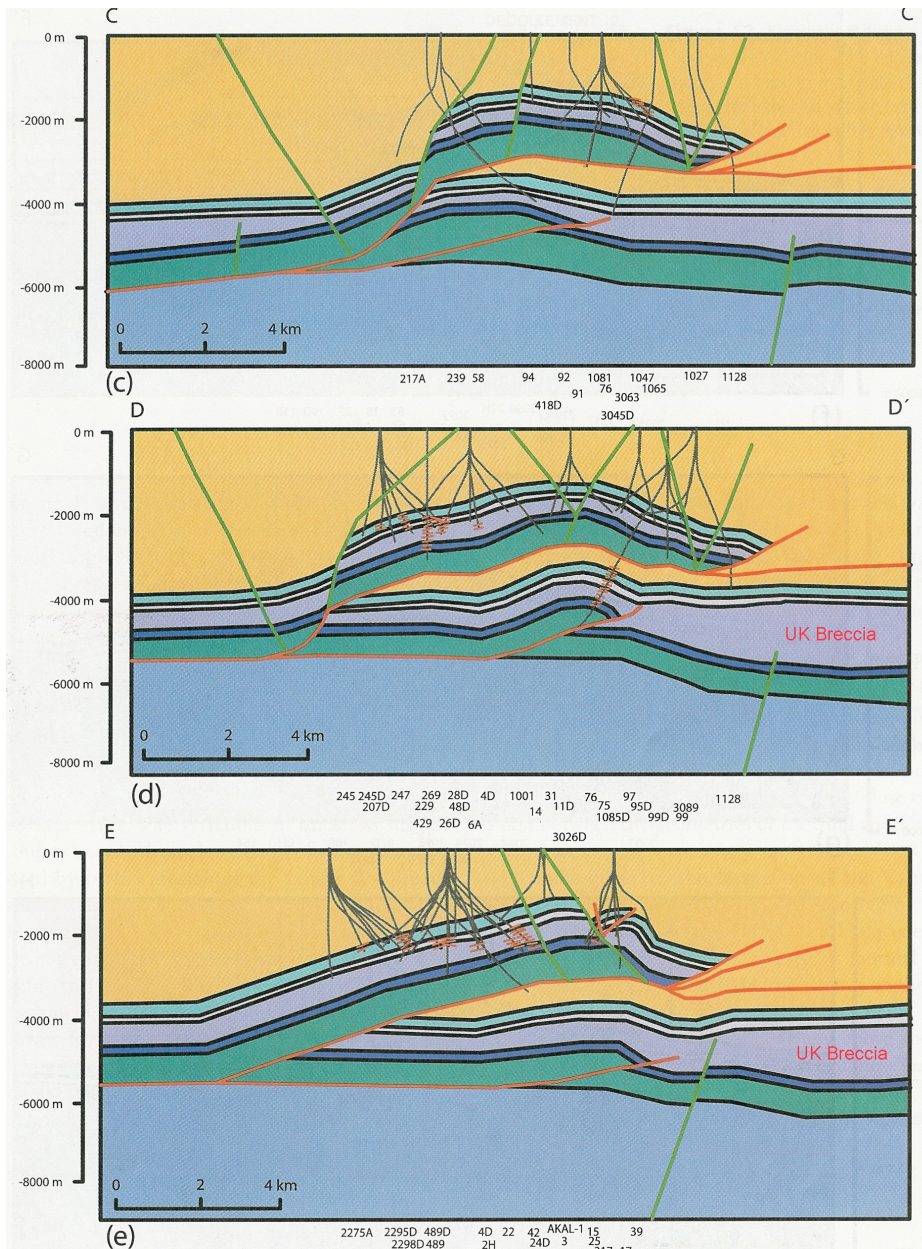 C
C
0 m
-2000 m
-4000 m
-6000 m
-8000 m
0 2 4 km
(c)
217A 239 58 94 92 1081 1047 1027 1128
91 76 1065
418D 3063
3045D
D
D´
0 m
-2000 m
-4000 m
-6000 m
-8000 m
UK Breccia
0 2 4 km
(d)
245 245D 247 269 28D 4D 1001 31 76 97 1128
207D 229 48D 14 11D 75 95D 3089
1085D 99D 99
429 26D 6A
3026D
E
E´
0 m
-2000 m
-4000 m
-6000 m
-8000 m
UK Breccia
0 2 4 km
(e)
2275A 2295D 489D 4D 22 42 AKAL-1 15 39
2298D 489 2H 24D 3 25